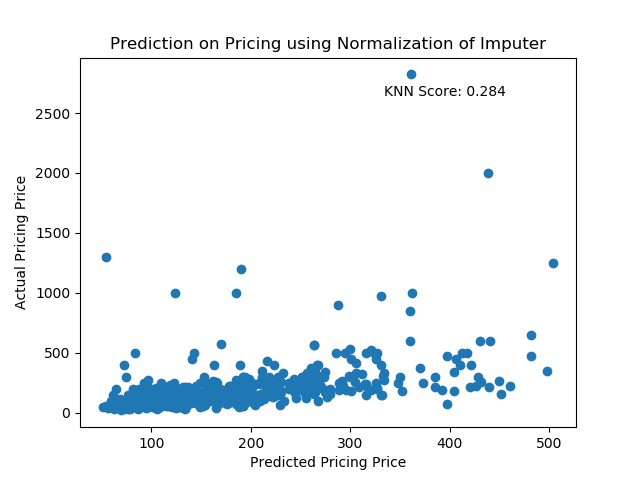 Prediction on Pricing using Normalization of Imputer
KNN Score: 0.284
2500
2000
1500
1000
500
0
Actual Pricing Price
100
200
300
400
500
Predicted Pricing Price